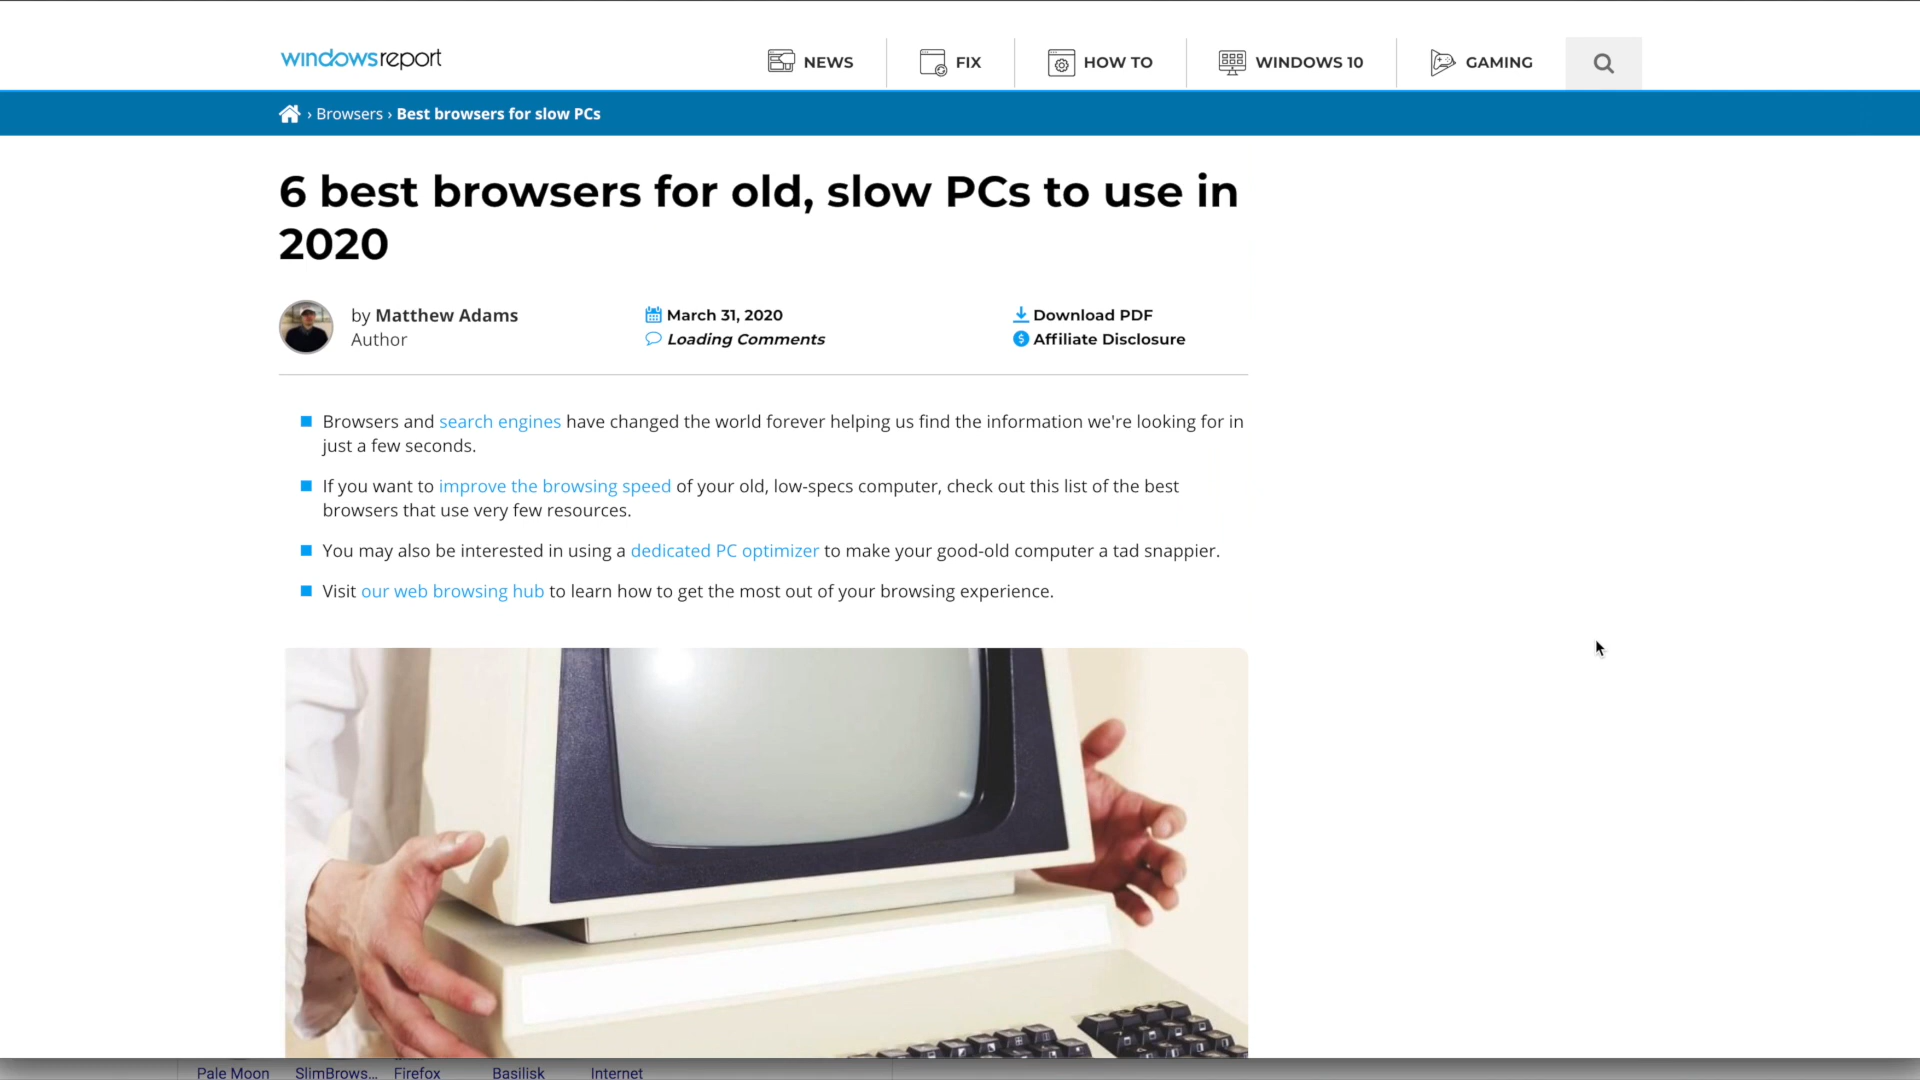 windowsreport
NEWS
FIX
HOW TO
WINDOWS 10
GAMING
› Browsers › Best browsers for slow PCs
6 best browsers for old, slow PCs to use in
2020
by Matthew Adams
Author
March 31, 2020
Loading Comments
Download PDF
Affiliate Disclosure
Browsers and search engines have changed the world forever helping us find the information we're looking for in
just a few seconds.
If you want to improve the browsing speed of your old, low-specs computer, check out this list of the best
browsers that use very few resources.
You may also be interested in using a dedicated PC optimizer to make your good-old computer a tad snappier.
Visit our web browsing hub to learn how to get the most out of your browsing experience.
Pale Moon
SlimBrows...
Firefox
Basilisk
Internet